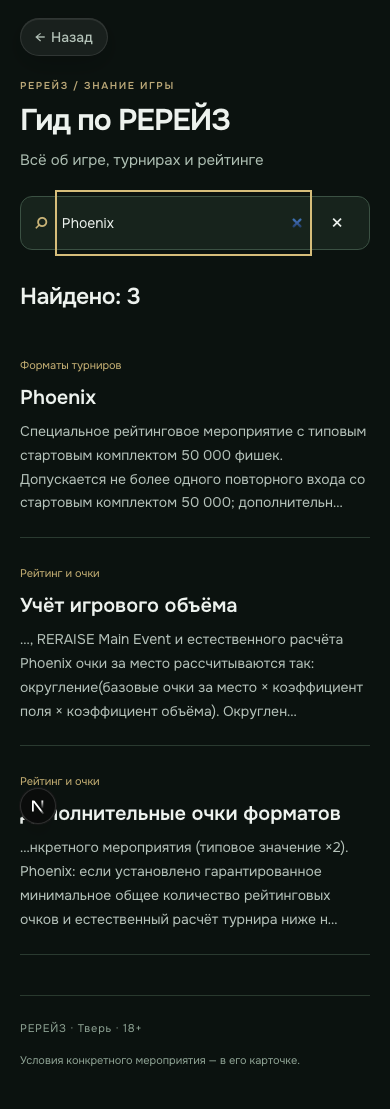 ← Назад
РЕРЕЙЗ / ЗНАНИЕ ИГРЫ
Гид по РЕРЕЙЗ
Всё об игре, турнирах и рейтинге
Phoenix
Найдено: 3
Форматы турниров
Phoenix
Специальное рейтинговое мероприятие с типовым
стартовым комплектом 50 000 фишек.
Допускается не более одного повторного входа со
стартовым комплектом 50 000; дополнительн...
Рейтинг и очки
Учёт игрового объёма
..., RERAISE Main Event и естественного расчёта
Phoenix очки за место рассчитываются так:
округление(базовые очки за место × коэффициент
поля × коэффициент объёма). Округлен...
Рейтинг и очки
N
олнительные очки форматов
...нкретного мероприятия (типовое значение ×2).
Phoenix: если установлено гарантированное
минимальное общее количество рейтинговых
очков и естественный расчёт турнира ниже н...
РЕРЕЙЗ · Тверь · 18+
Условия конкретного мероприятия — в его карточке.